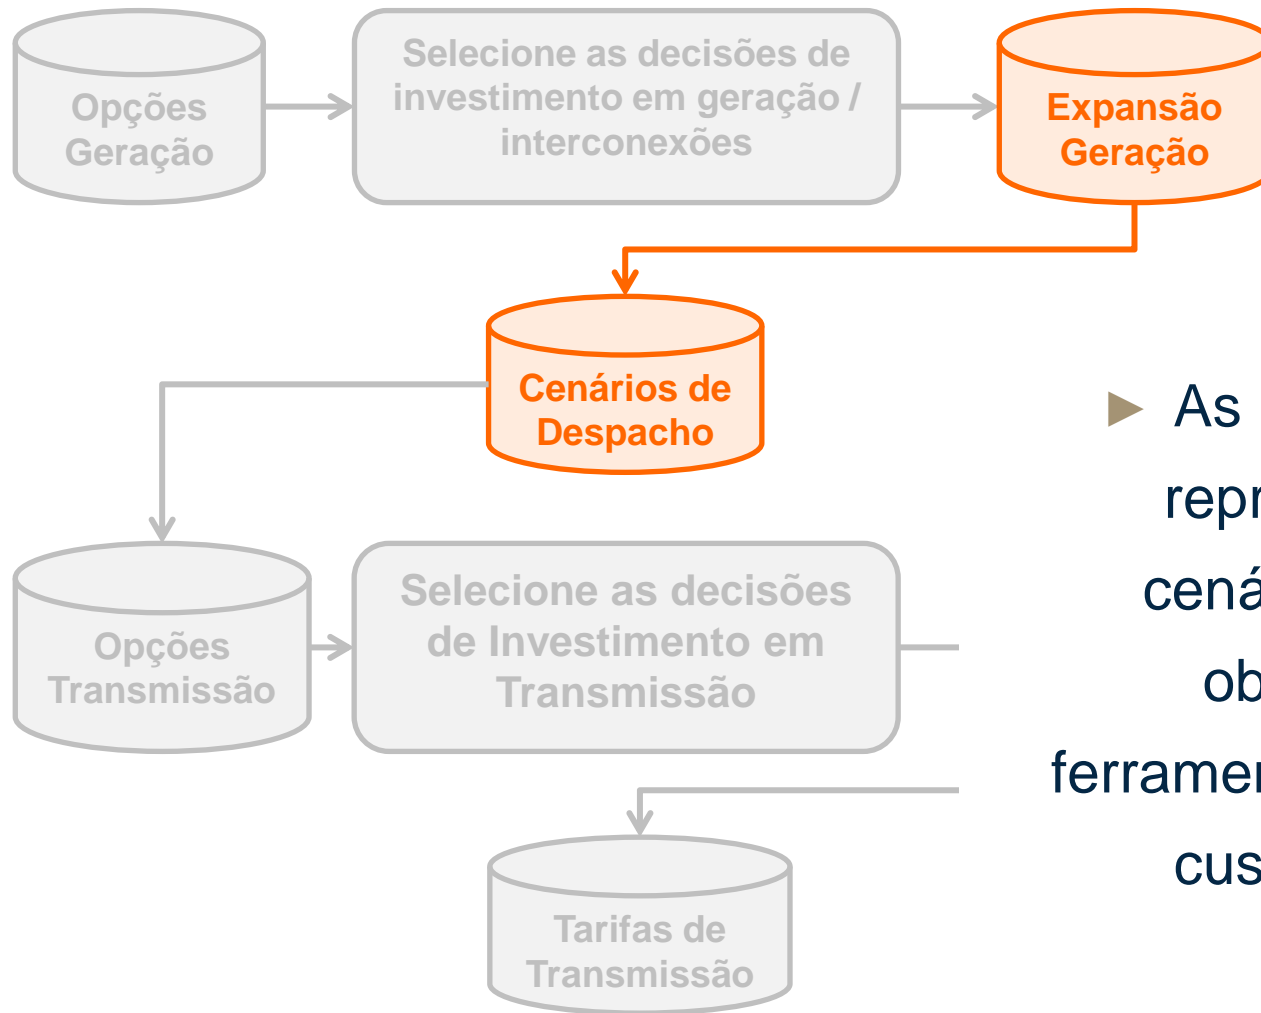 Opções
Geração
Selecione as decisões de
investimento em geração /
interconexões
Expansão
Geração
Cenários de
Despacho
► As
Opções
Transmissão
Selecione as decisões
de Investimento em
Transmissão
Tarifas de
Transmissão